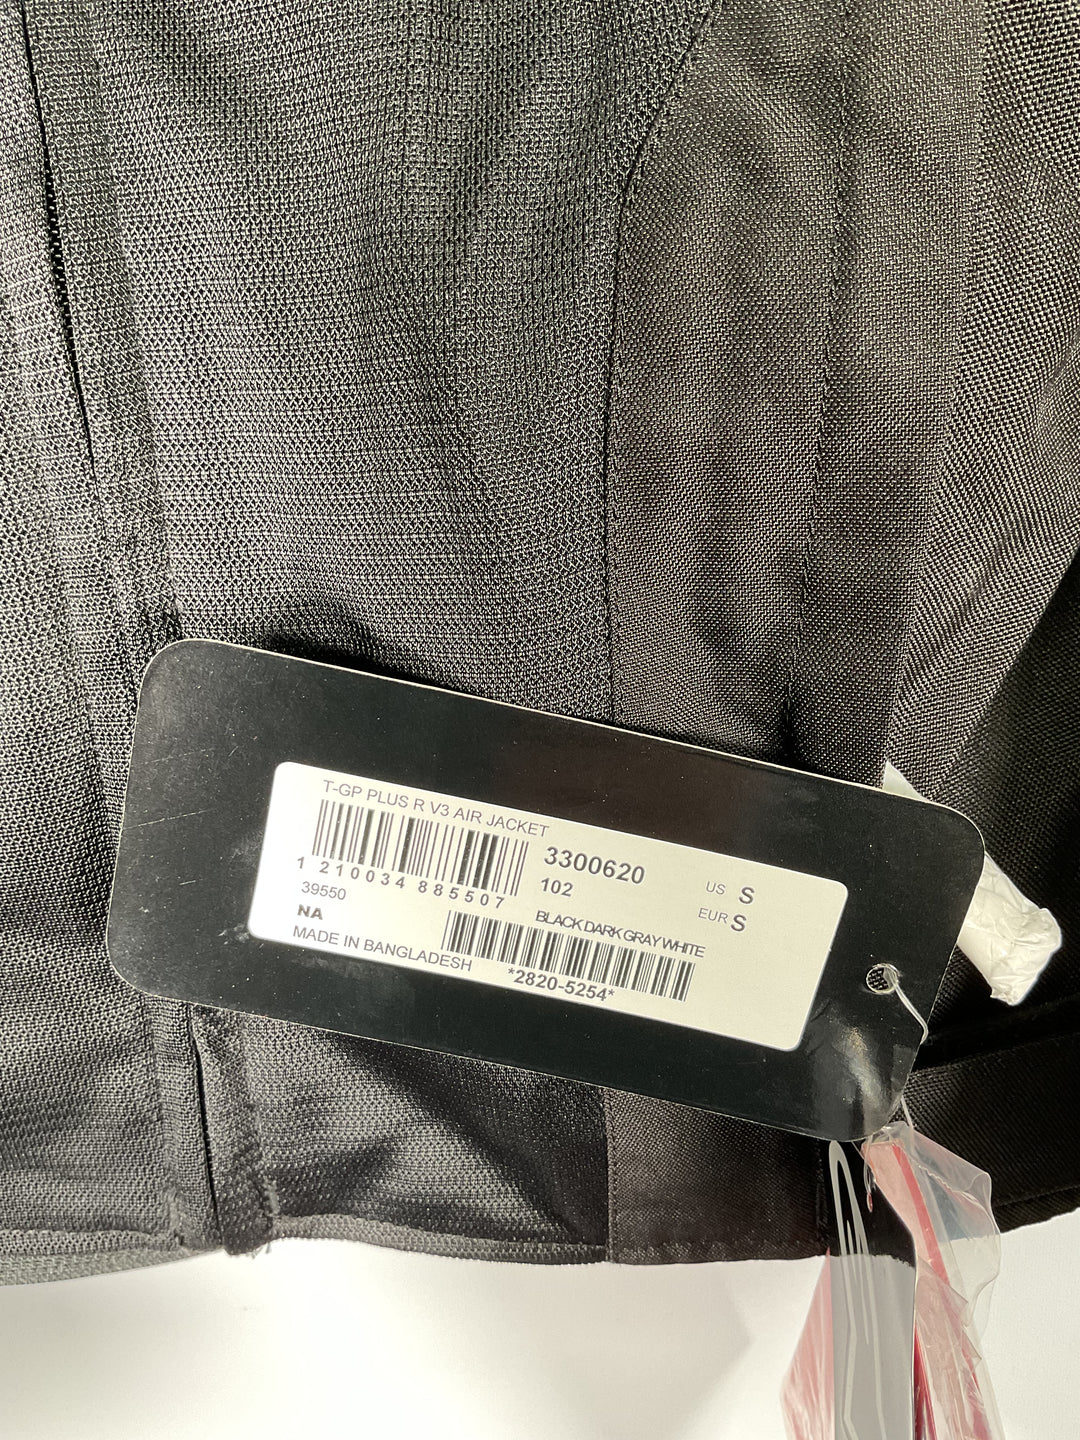 T-GP PLUS R V3 AIR JACKET
1 210034 885507
3300620
102
US S
EUR S
39550
NA
BLACK DARK GRAY WHITE
MADE IN BANGLADESH
*2820-5254*